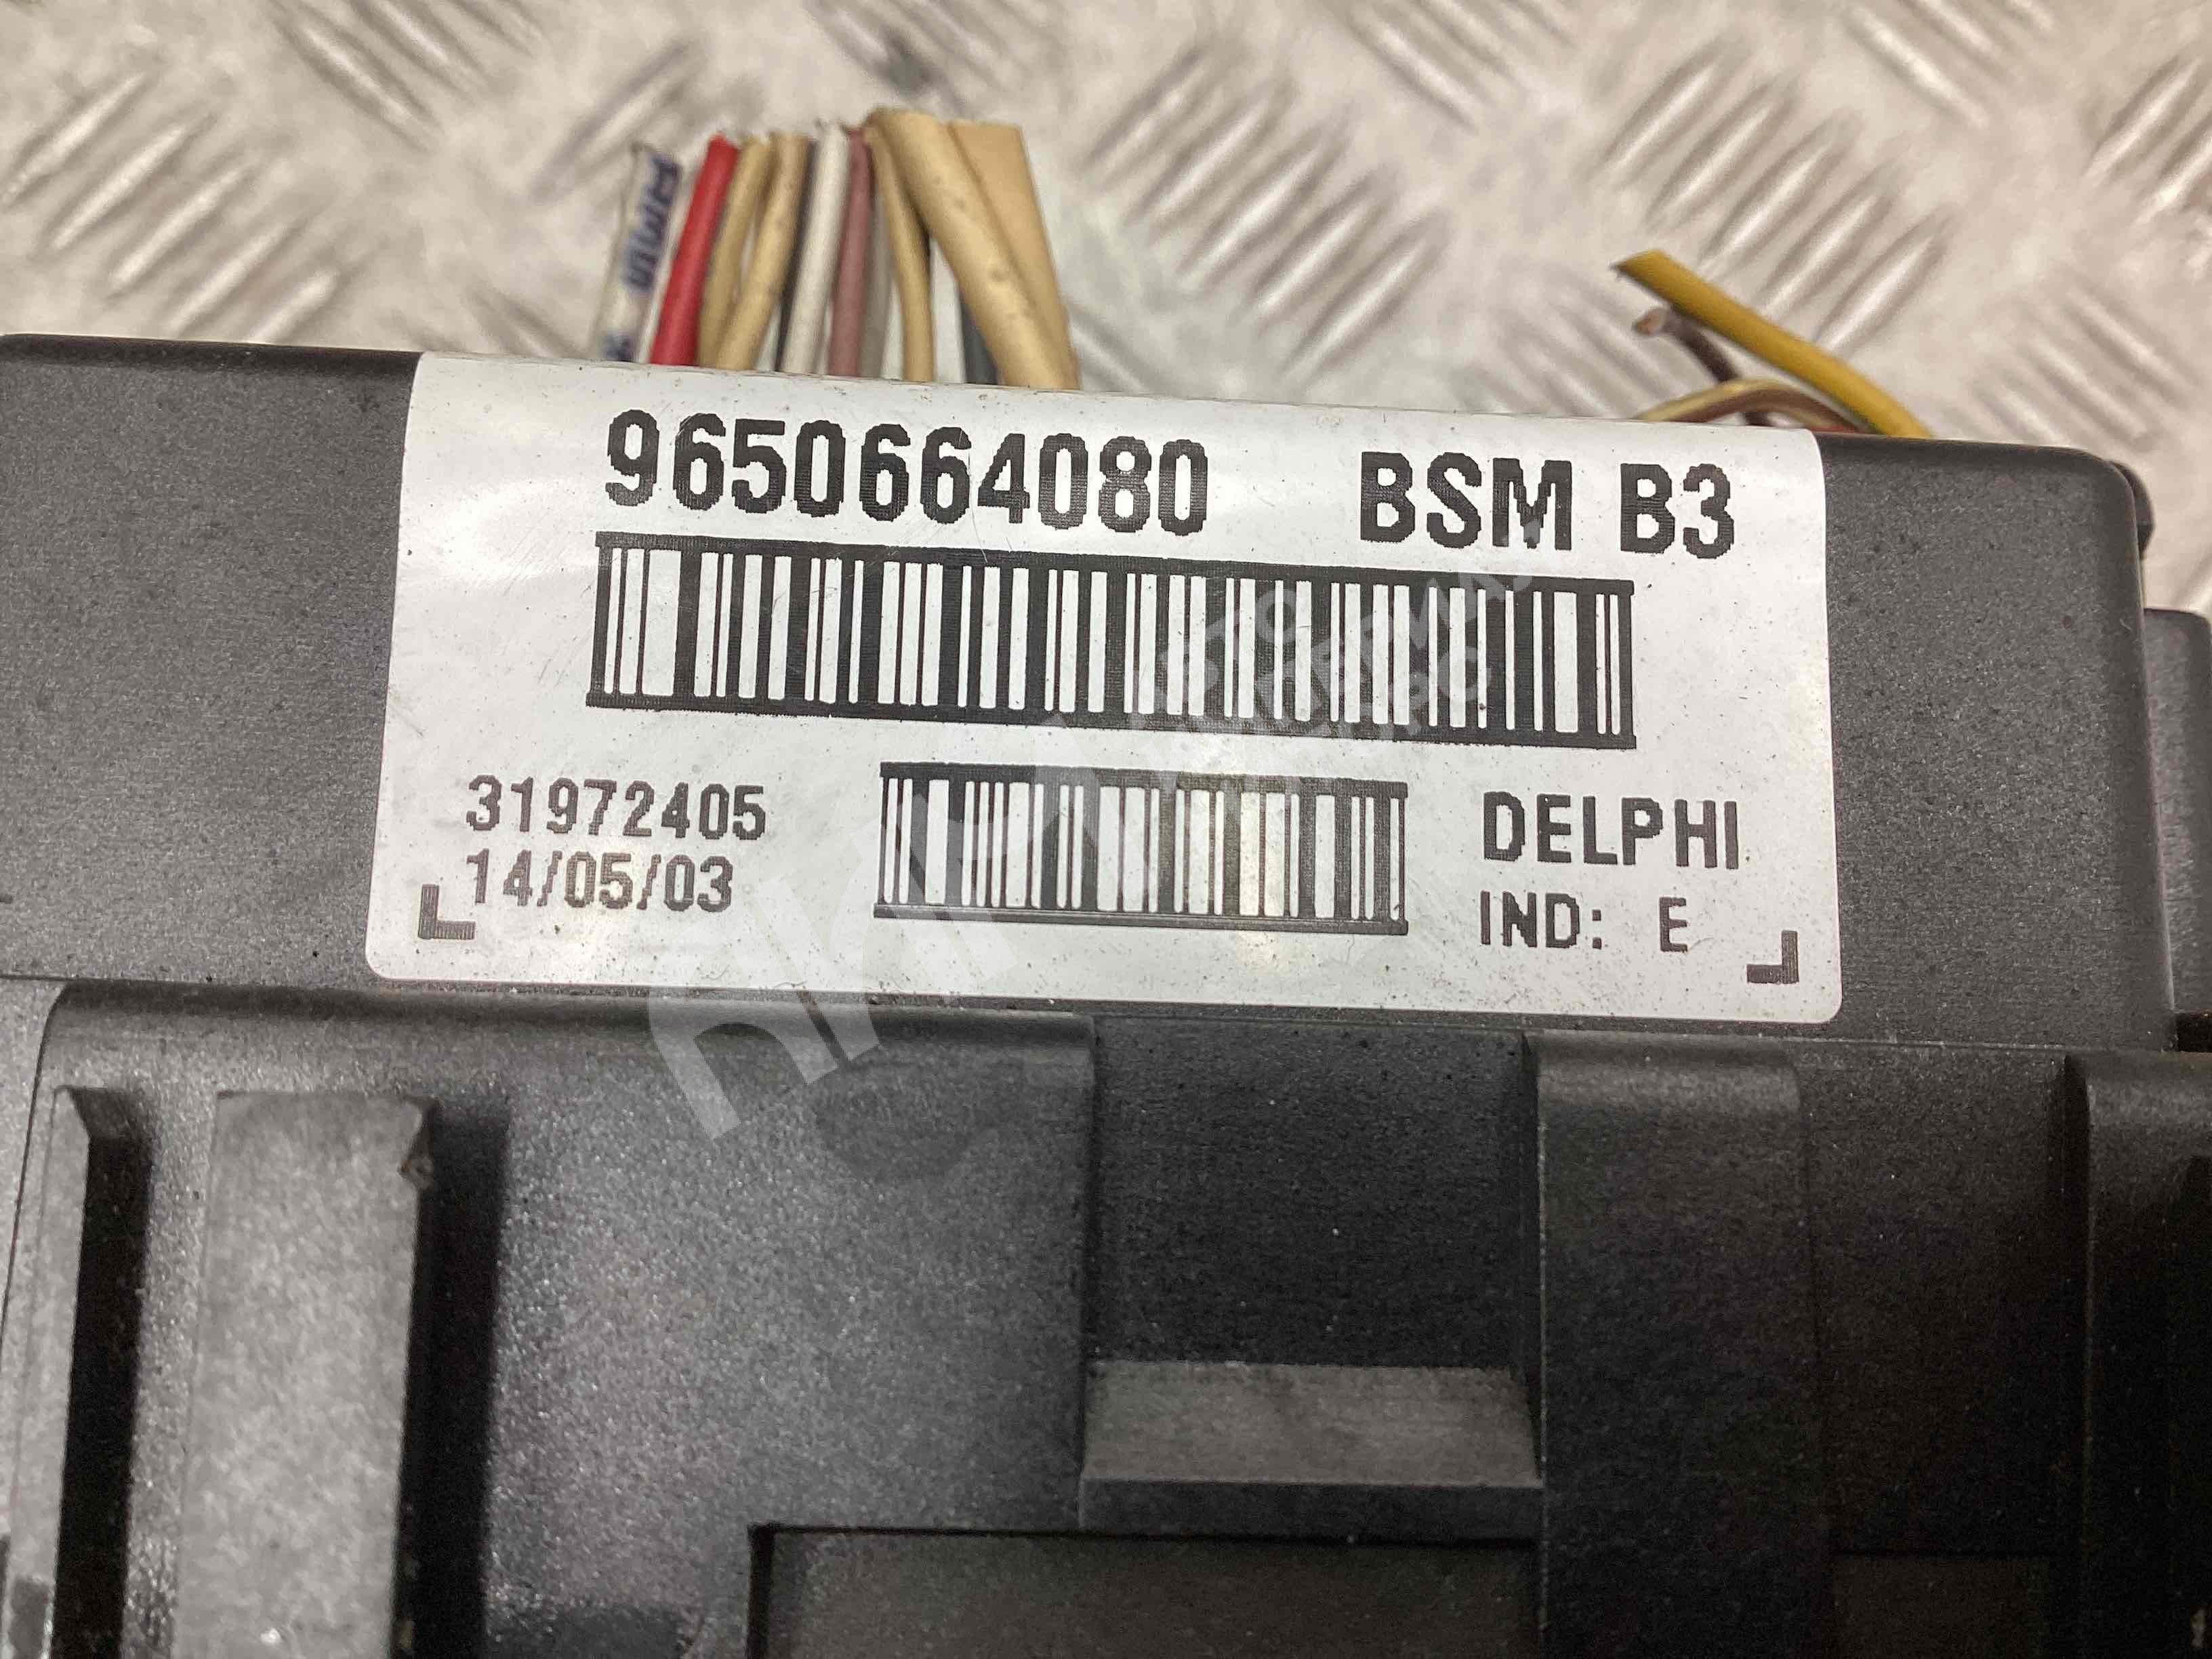 9650664080 BSM B3
31972405
14/05/03
DELPHI
IND: E